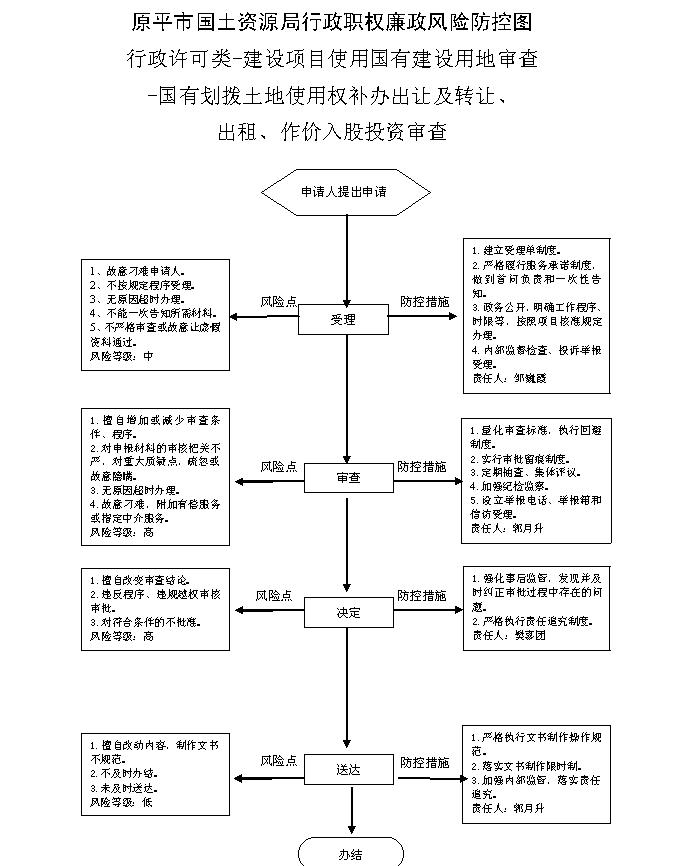 原平市国土资源局行政职权廉政风险防控图
行政许可类-建设项目使用国有建设用地审查
-国有划拨土地使用权补办出让及转让、
出租、作价入股投资审查
申请人提出申请
1、故意刁难申请人。
2、不按规定程序受理。
3、无原因超时办理。
4、不能一次告知所需材料。
5、不严格审查或故意让虚假
资料通过。
风险等级：中
风险点
受理
防控措施
1. 建立受理单制度。
2. 严格履行服务承诺制度，
做到首问负责和一次性告
知。
3. 政务公开，明确工作程序、
时限等，按照项目核准规定
办理。
4. 内部监督检查、投诉举报
受理。
责任人：邹巍霞
1. 擅自增加或减少审查条
件、程序。
2. 对申报材料的审核把关不
严，对重大质疑点，疏忽或
故意隐瞒。
3. 无原因超时办理。
4. 故意刁难，附加有偿服务
或指定中介服务。
风险等级：高
风险点
审查
防控措施
1. 量化审查标准，执行回避
制度。
2. 实行审批留痕制度。
3. 定期抽查、集体评议。
4. 加强纪检监察。
5. 设立举报电话、举报箱和
信访受理。
责任人：郭月升
1. 擅自改变审查结论。
2. 违反程序、违规越权审核
审批。
3. 对符合条件的不批准。
风险等级：高
风险点
决定
防控措施
1. 强化事后监管，发现并及
时纠正审批过程中存在的问
题。
2. 严格执行责任追究制度。
责任人：樊彦团
1. 擅自改动内容，制作文书
不规范。
2. 不及时办结。
3. 未及时送达。
风险等级：低
风险点
送达
防控措施
1. 严格执行文书制作操作规
范。
2. 落实文书制作限时制。
3. 加强内部监管，落实责任
追究。
责任人：郭月升
办结